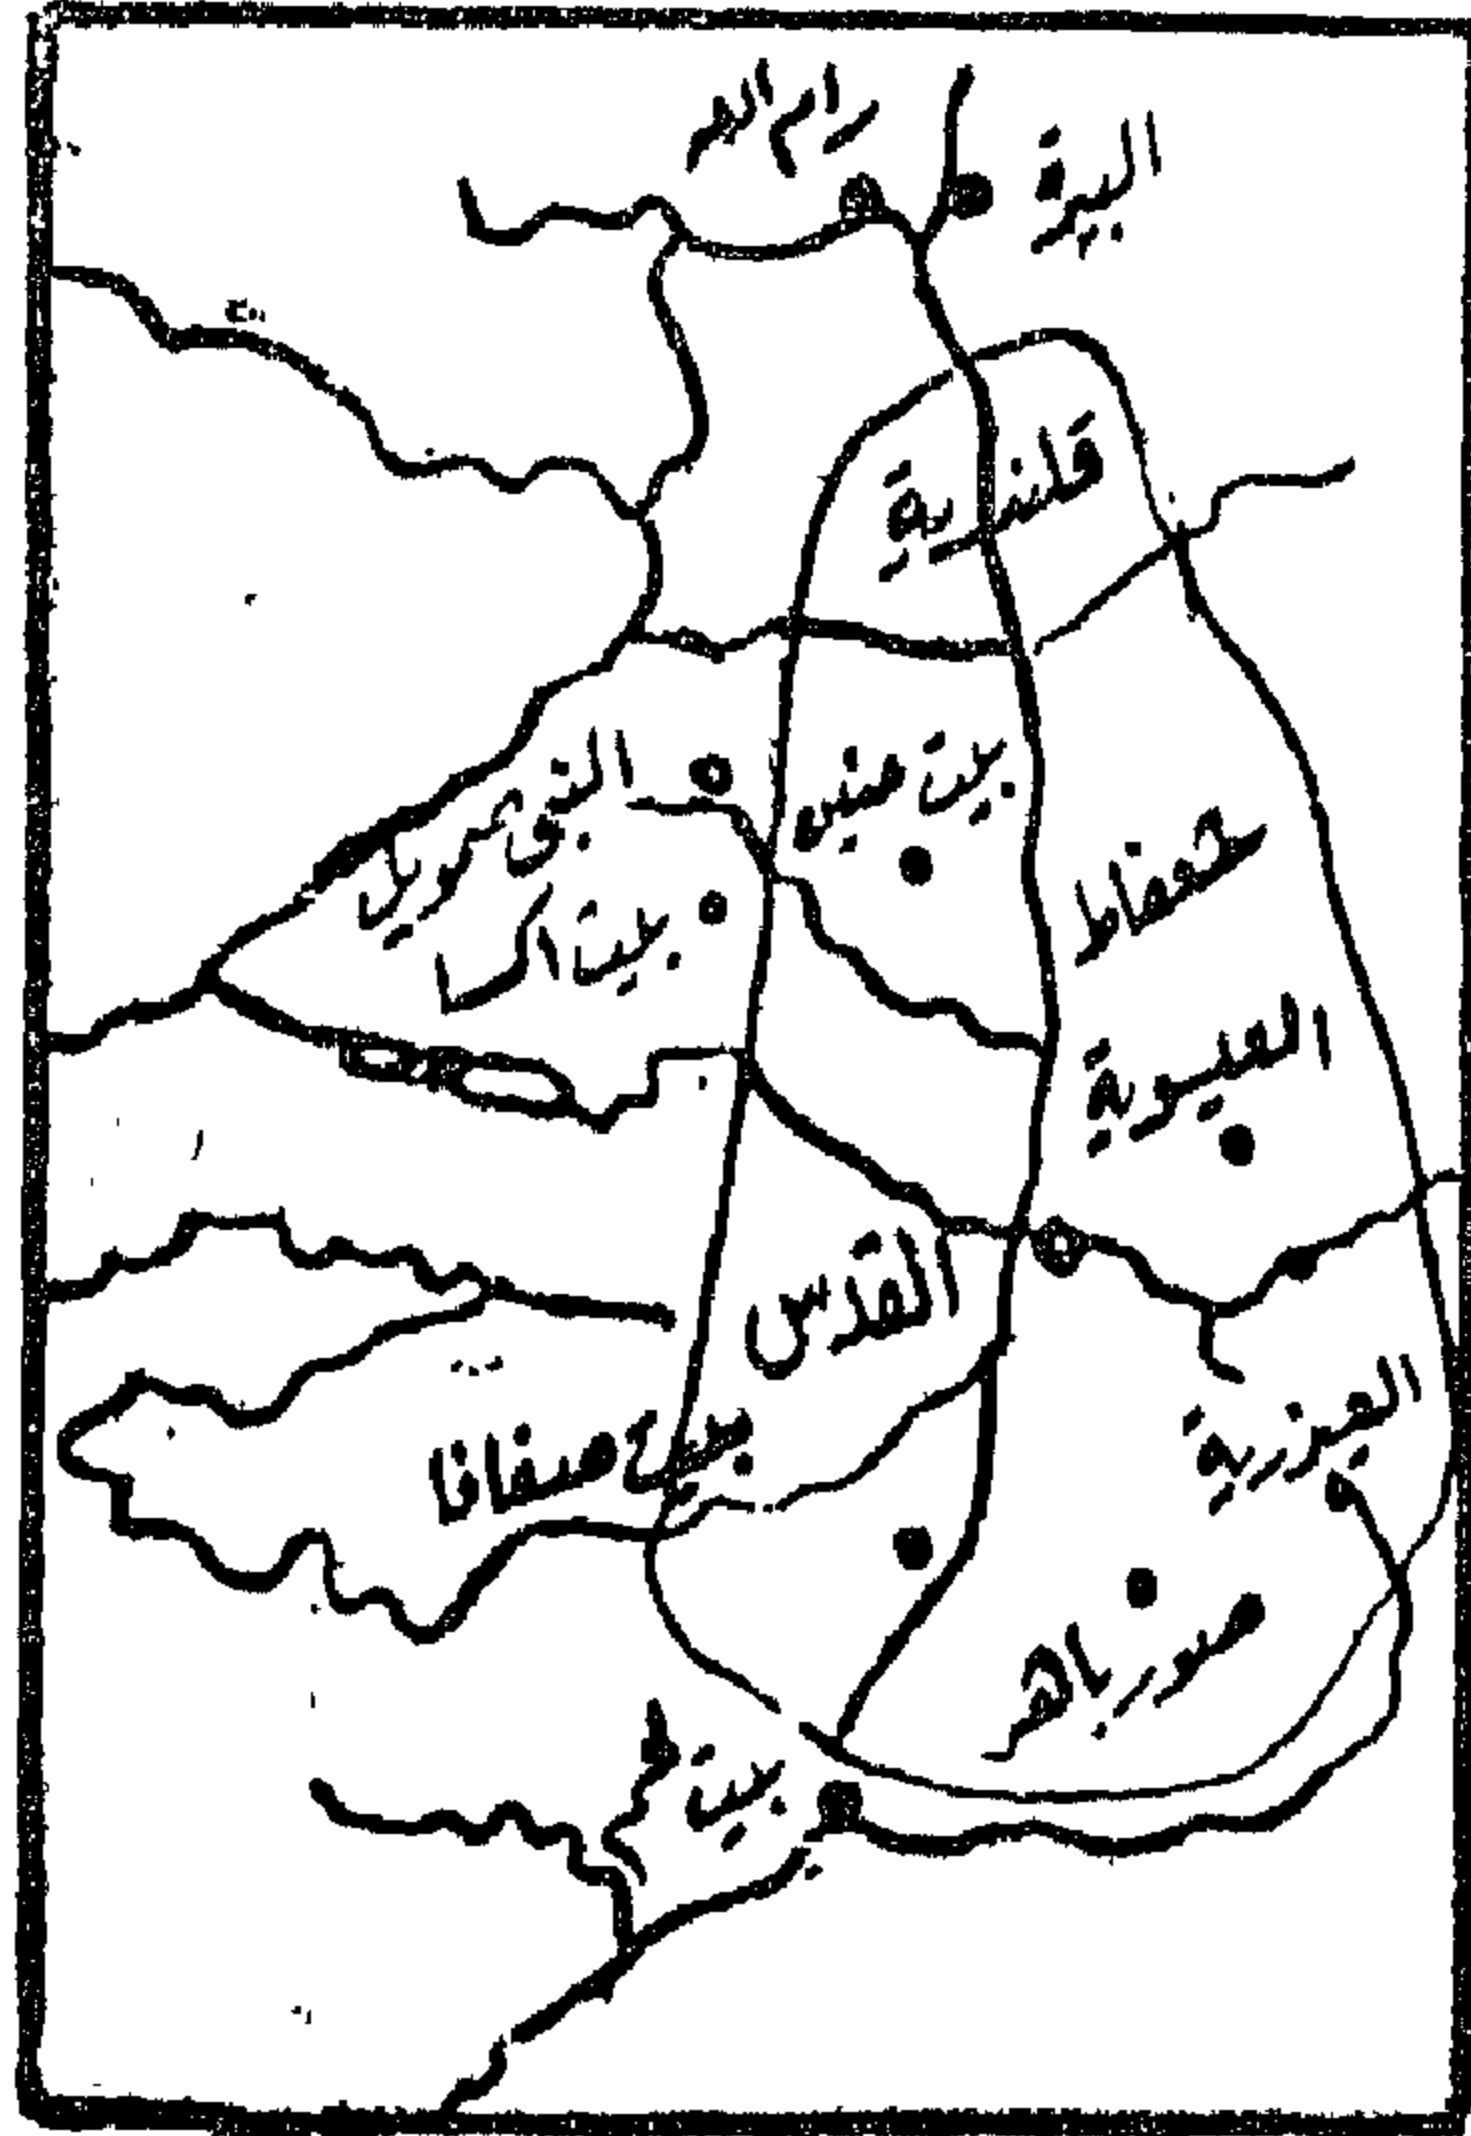 رام الله
البيرة
قلندية
بيت حنينا
النبي صمويل
بيت اكسا
شعفاط
العيسوية
القدس
العيزرية
بيت صفافا
صور باهر
بيت لحم